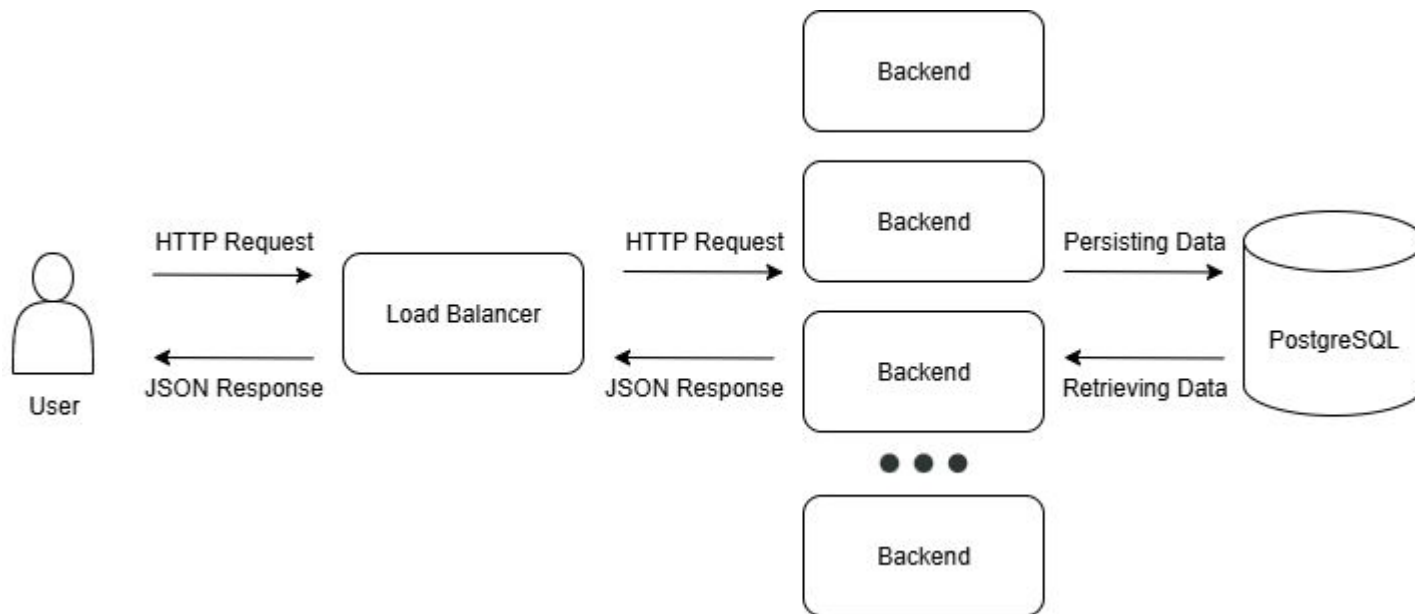 Backend
Backend
HTTP Request
HTTP Request
Persisting Data
Load Balancer
PostgreSQL
Backend
JSON Response
JSON Response
Retrieving Data
User
Backend